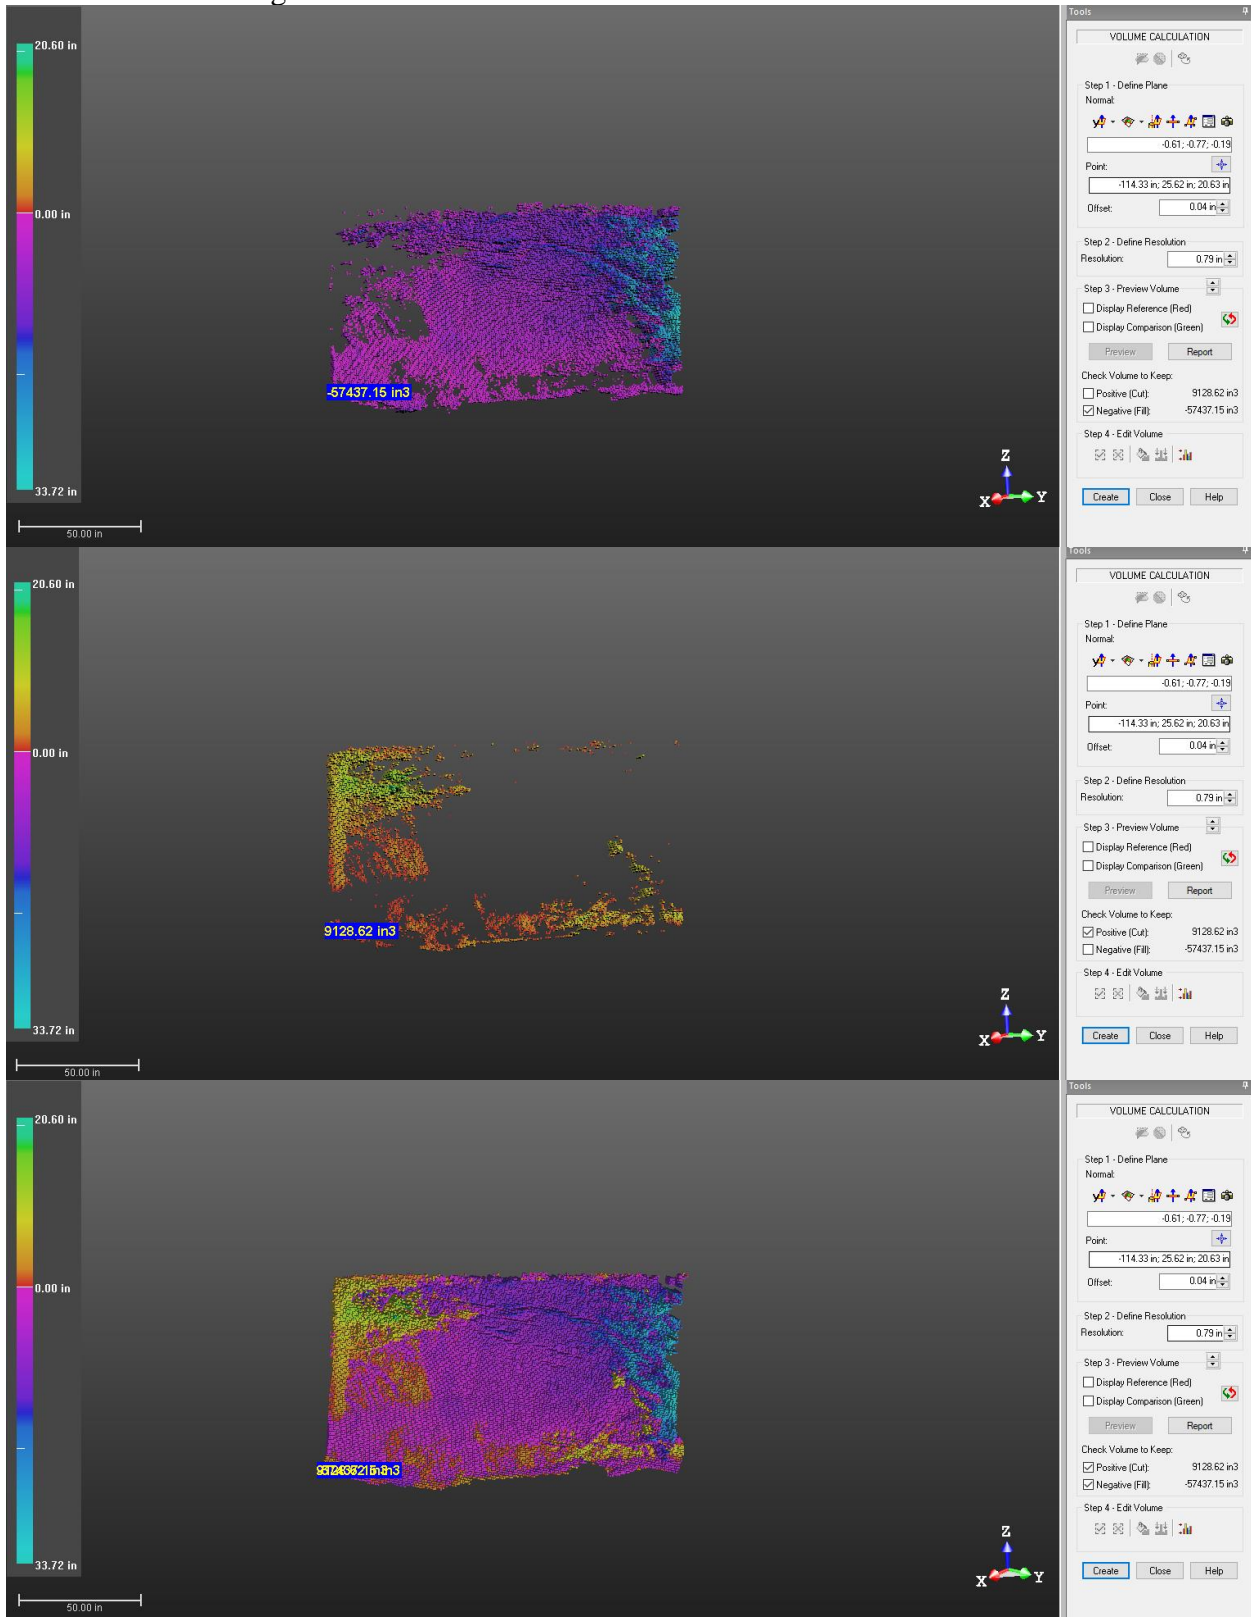 Tools
VOLUME CALCULATION
Step 1 - Define Plane
Normal:
-0.61; -0.77; -0.19
Point:
-114.33 in; 25.62 in; 20.63 in
Offset: 0.04 in
Step 2 - Define Resolution
Resolution: 0.79 in
Step 3 - Preview Volume
Display Reference (Red)
Display Comparison (Green)
Preview Report
Check Volume to Keep:
Positive (Cut): 9128.62 in3
Negative (Fill): -57437.15 in3
Step 4 - Edit Volume
Create Close Help
20.60 in
0.00 in
33.72 in
50.00 in
-57437.15 in3
Z
X Y
Tools
VOLUME CALCULATION
Step 1 - Define Plane
Normal:
-0.61; -0.77; -0.19
Point:
-114.33 in; 25.62 in; 20.63 in
Offset: 0.04 in
Step 2 - Define Resolution
Resolution: 0.79 in
Step 3 - Preview Volume
Display Reference (Red)
Display Comparison (Green)
Preview Report
Check Volume to Keep:
Positive (Cut): 9128.62 in3
Negative (Fill): -57437.15 in3
Step 4 - Edit Volume
Create Close Help
20.60 in
0.00 in
33.72 in
50.00 in
9128.62 in3
Z
X Y
Tools
VOLUME CALCULATION
Step 1 - Define Plane
Normal:
-0.61; -0.77; -0.19
Point:
-114.33 in; 25.62 in; 20.63 in
Offset: 0.04 in
Step 2 - Define Resolution
Resolution: 0.79 in
Step 3 - Preview Volume
Display Reference (Red)
Display Comparison (Green)
Preview Report
Check Volume to Keep:
Positive (Cut): 9128.62 in3
Negative (Fill): -57437.15 in3
Step 4 - Edit Volume
Create Close Help
20.60 in
0.00 in
33.72 in
50.00 in
Z
X Y